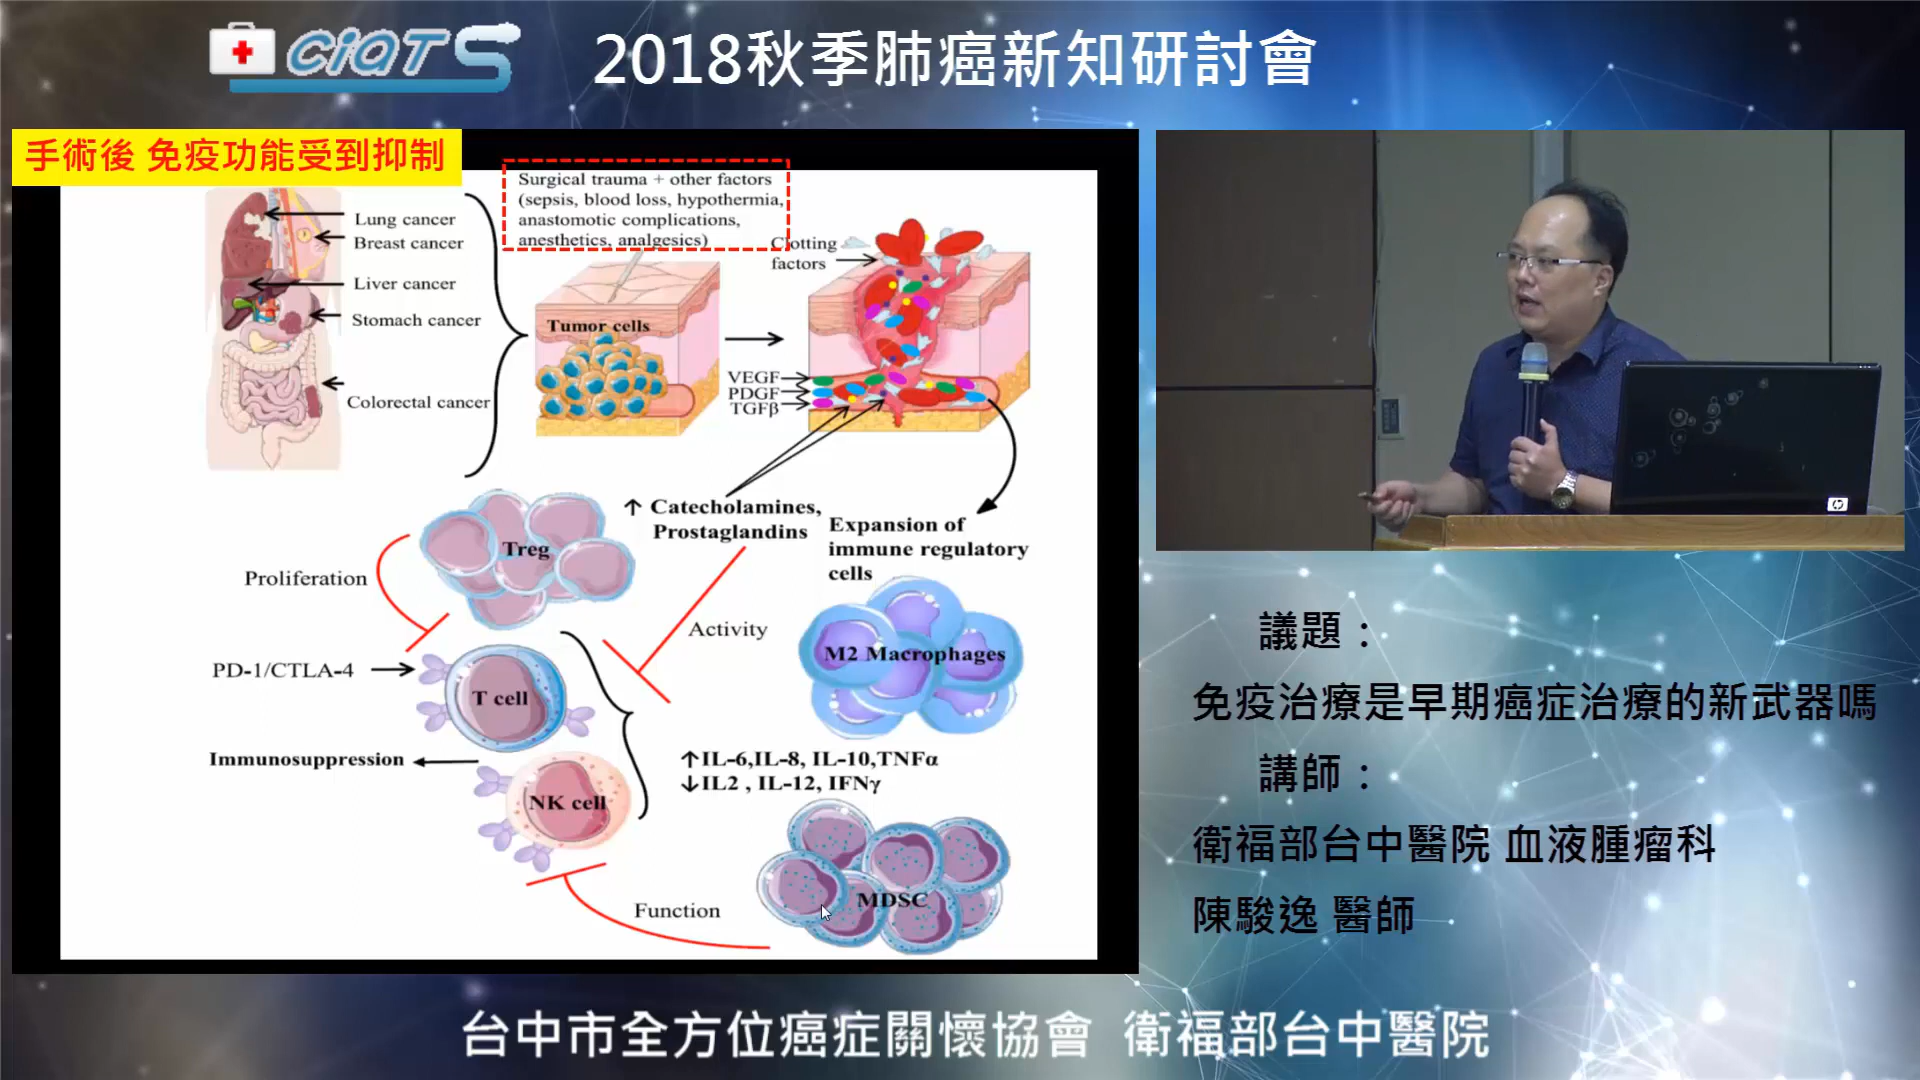 CiQTS
2018秋季肺癌新知研討會
手術後 免疫功能受到抑制
Surgical trauma + other factors
(sepsis, blood loss, hypothermia,
anastomotic complications,
anesthetics, analgesics)
Lung cancer
Breast cancer
Liver cancer
Stomach cancer
Colorectal cancer
Tumor cells
Clotting
factors
VEGF
PDGF
TGFβ
↑ Catecholamines,
Prostaglandins
Expansion of
immune regulatory
cells
Treg
Proliferation
Activity
M2 Macrophages
PD-1/CTLA-4
T cell
Immunosuppression
NK cell
↑IL-6,IL-8, IL-10,TNFα
↓IL2 , IL-12, IFNγ
MDSC
Function
hp
議題：
免疫治療是早期癌症治療的新武器嗎
講師：
衛福部台中醫院 血液腫瘤科
陳駿逸 醫師
台中市全方位癌症關懷協會 衛福部台中醫院